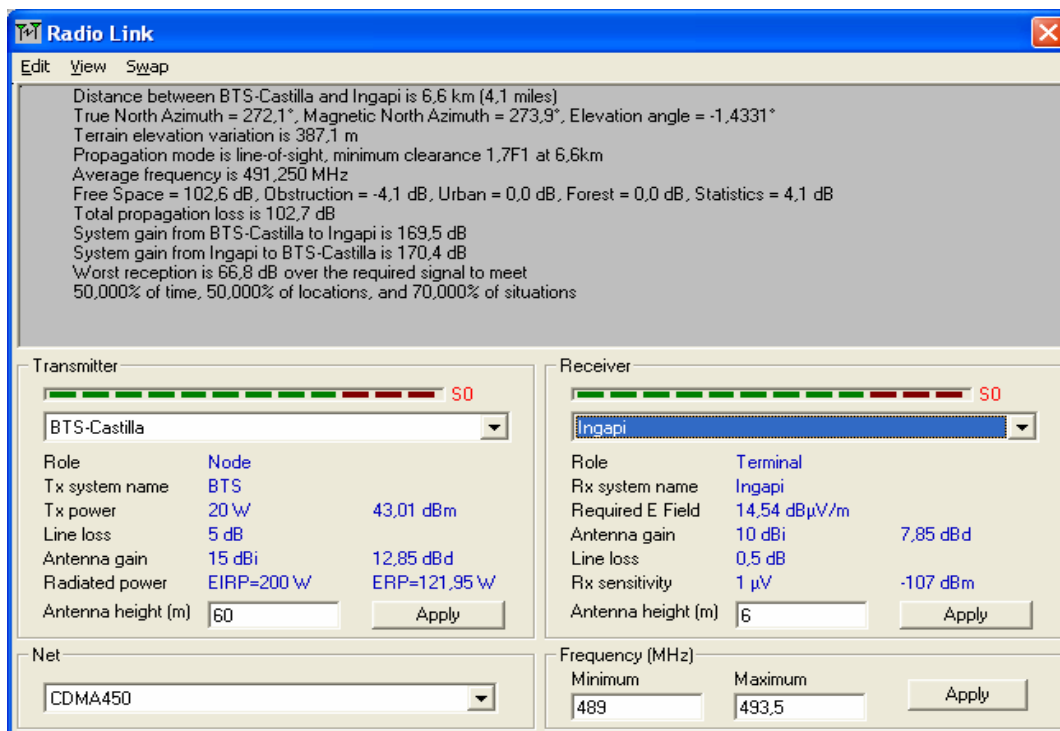 Radio Link
Edit View Swap
Distance between BTS-Castilla and Ingapi is 6,6 km (4,1 miles)
True North Azimuth = 272,1°, Magnetic North Azimuth = 273,9°, Elevation angle = -1,4331°
Terrain elevation variation is 387,1 m
Propagation mode is line-of-sight, minimum clearance 1,7F1 at 6,6km
Average frequency is 491,250 MHz
Free Space = 102,6 dB, Obstruction = -4,1 dB, Urban = 0,0 dB, Forest = 0,0 dB, Statistics = 4,1 dB
Total propagation loss is 102,7 dB
System gain from BTS-Castilla to Ingapi is 169,5 dB
System gain from Ingapi to BTS-Castilla is 170,4 dB
Worst reception is 66,8 dB over the required signal to meet
50,000% of time, 50,000% of locations, and 70,000% of situations
Transmitter
S0
BTS-Castilla
Role Node
Tx system name BTS
Tx power 20 W 43,01 dBm
Line loss 5 dB
Antenna gain 15 dBi 12,85 dBd
Radiated power EIRP=200 W ERP=121,95 W
Antenna height (m) 60 Apply
Receiver
S0
Ingapi
Role Terminal
Rx system name Ingapi
Required E Field 14,54 dBµV/m
Antenna gain 10 dBi 7,85 dBd
Line loss 0,5 dB
Rx sensitivity 1 µV -107 dBm
Antenna height (m) 6 Apply
Net
CDMA450
Frequency (MHz)
Minimum Maximum
489 493,5 Apply